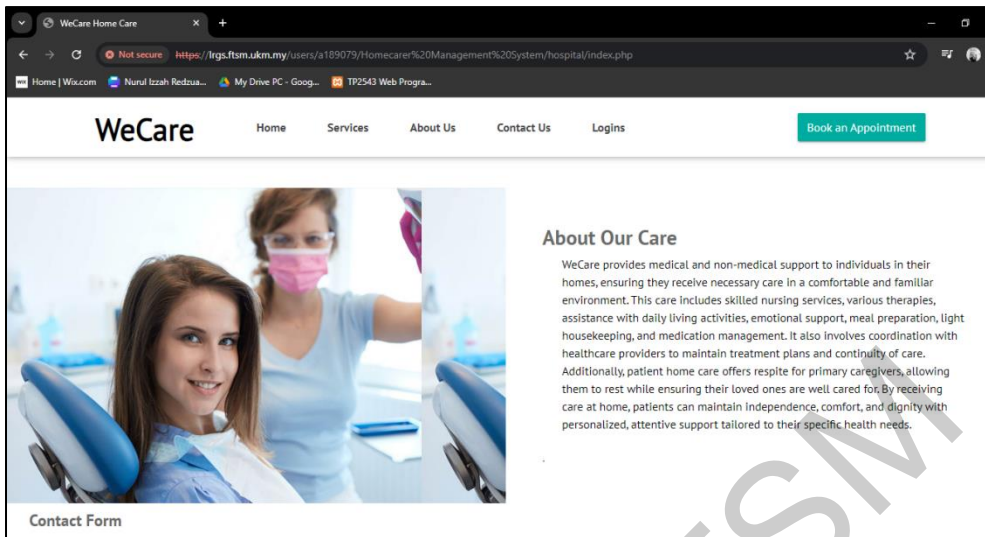 WeCare Home Care
Not secure https://lrgs.ftsm.ukm.my/users/a189079/Homecarer%20Management%20System/hospital/index.php
WIX Home | Wix.com Nurul Izzah Redzua... My Drive PC - Goog... TP2543 Web Progra...
WeCare Home Services About Us Contact Us Logins Book an Appointment
About Our Care
WeCare provides medical and non-medical support to individuals in their
homes, ensuring they receive necessary care in a comfortable and familiar
environment. This care includes skilled nursing services, various therapies,
assistance with daily living activities, emotional support, meal preparation, light
housekeeping, and medication management. It also involves coordination with
healthcare providers to maintain treatment plans and continuity of care.
Additionally, patient home care offers respite for primary caregivers, allowing
them to rest while ensuring their loved ones are well cared for. By receiving
care at home, patients can maintain independence, comfort, and dignity with
personalized, attentive support tailored to their specific health needs.
.
Contact Form
TSM